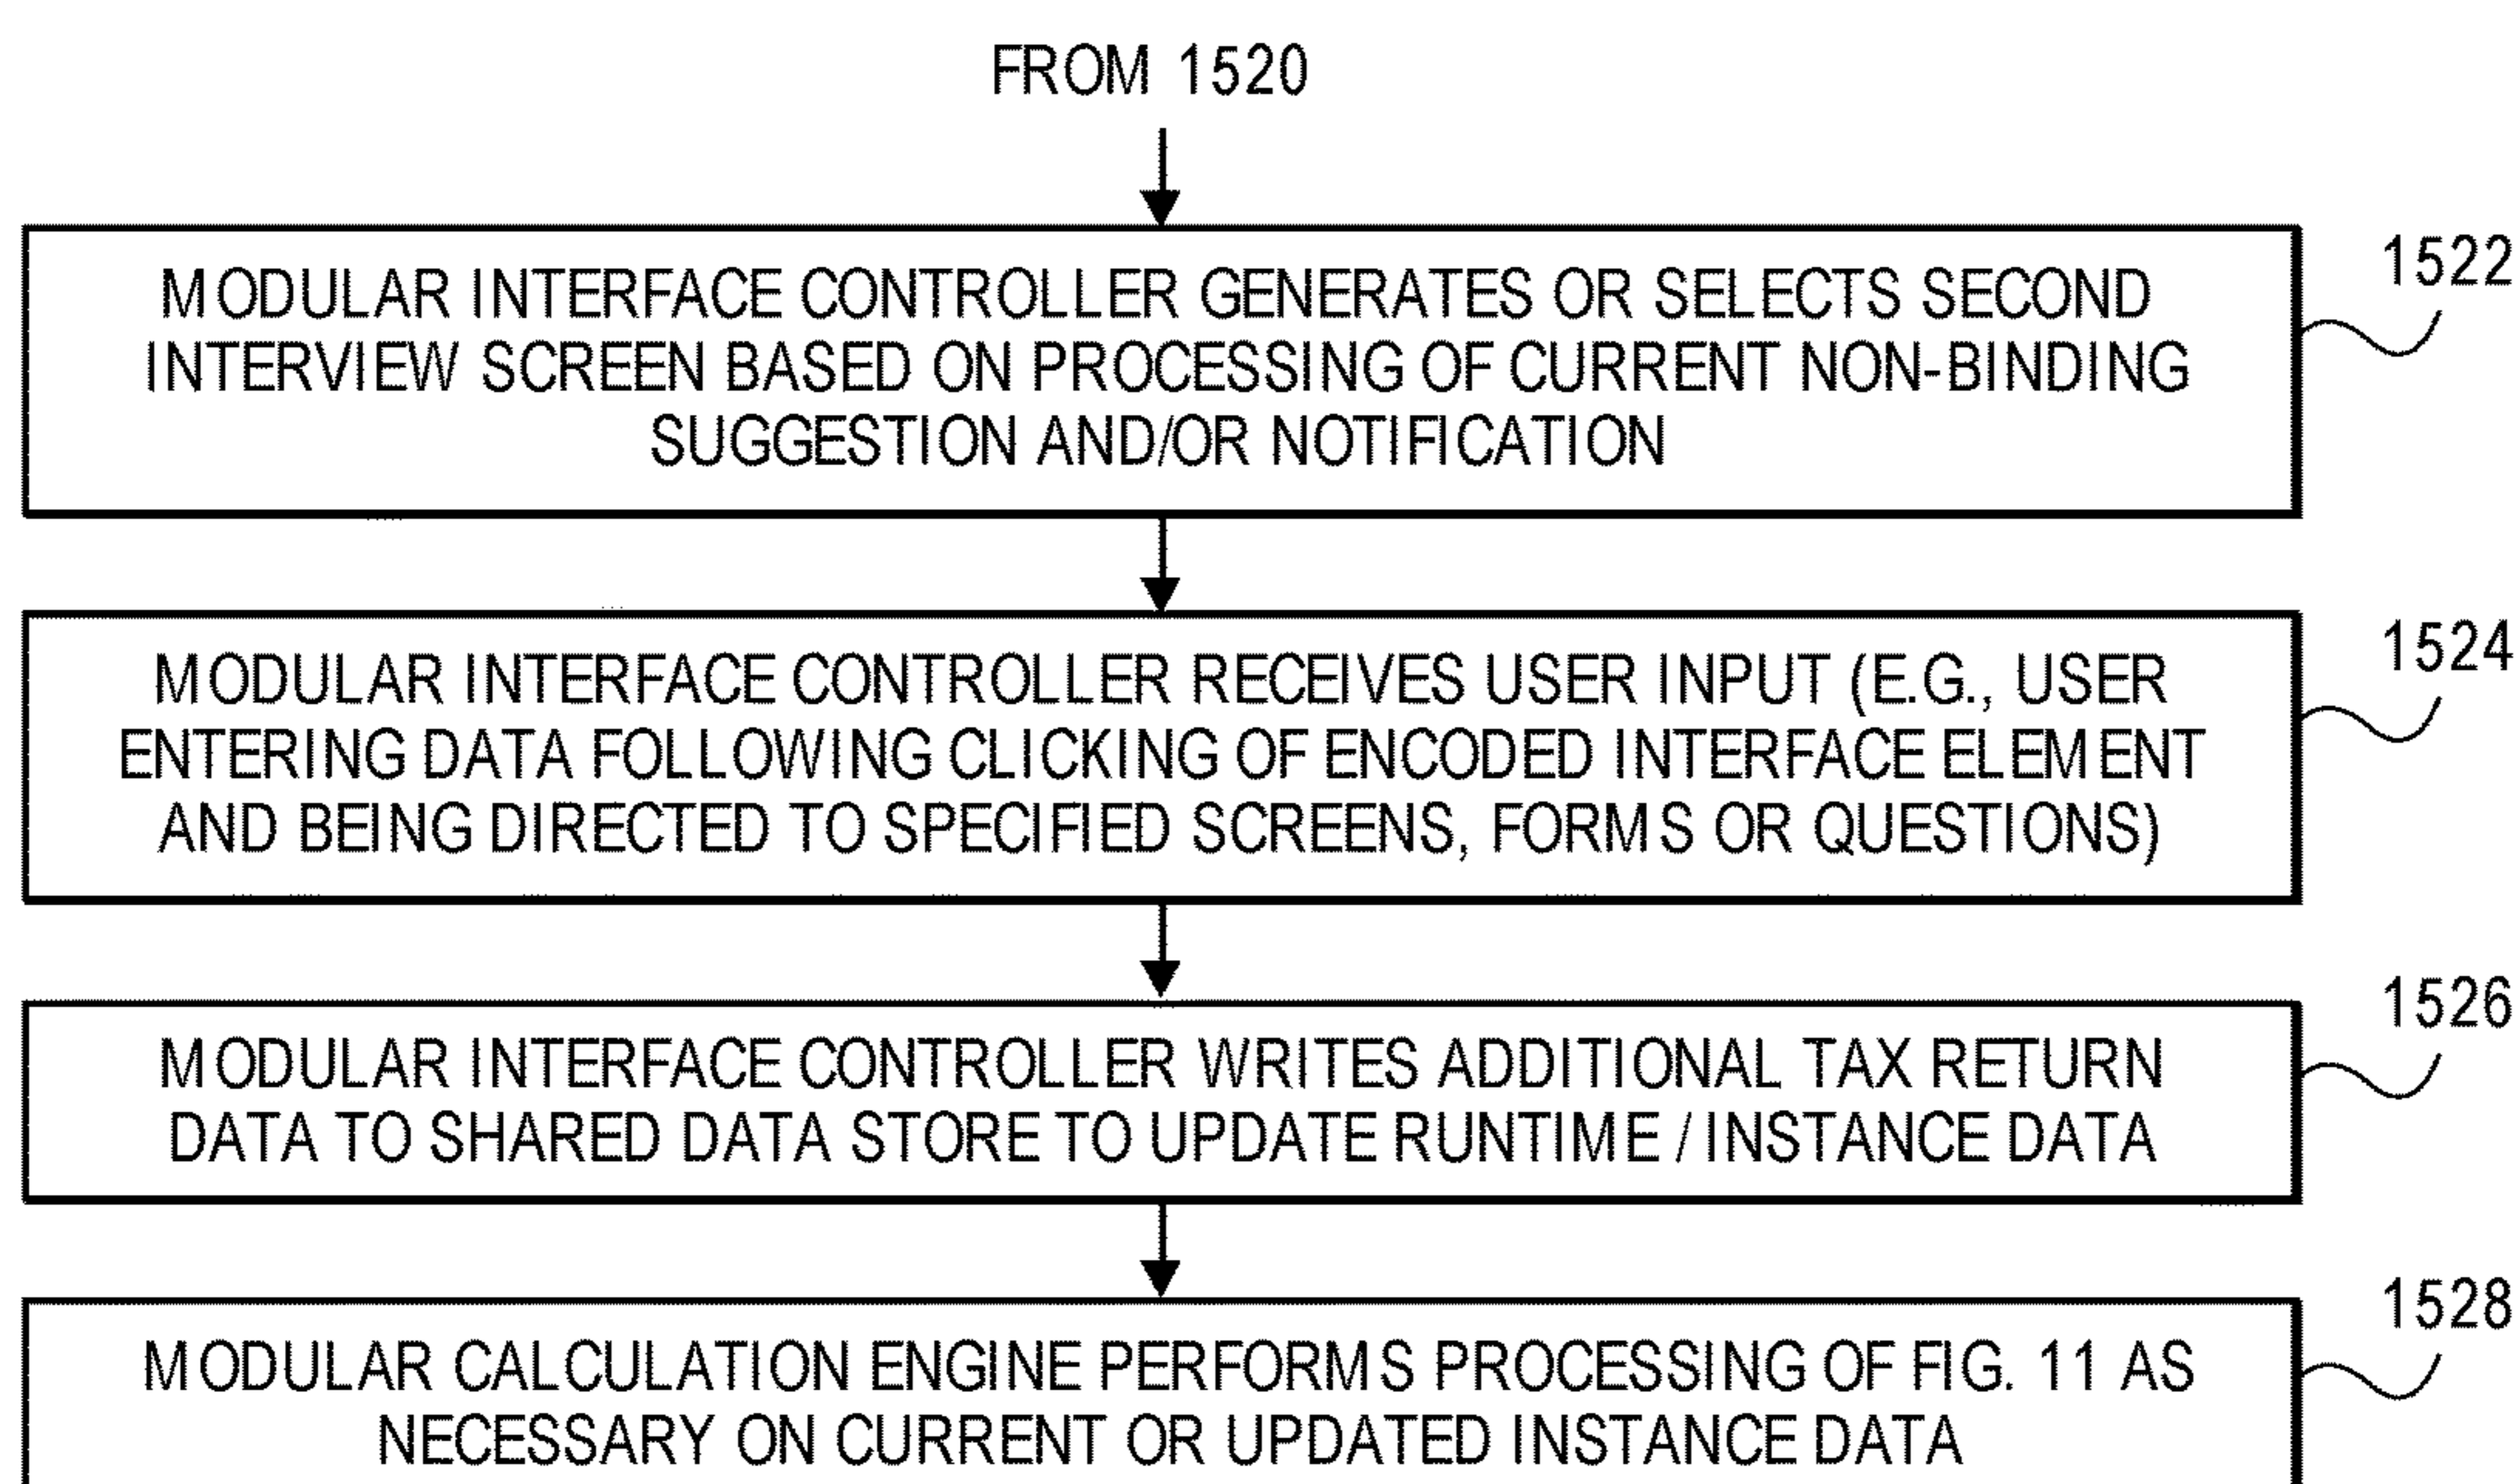 FROM 1520
1522
MODULAR INTERFACE CONTROLLER GENERATES OR SELECTS SECOND
INTERVIEW SCREEN BASED ON PROCESSING OF CURRENT NON-BINDING
SUGGESTION AND/OR NOTIFICATION
1524
MODULAR INTERFACE CONTROLLER RECEIVES USER INPUT (E.G., USER
ENTERING DATA FOLLOWING CLICKING OF ENCODED INTERFACE ELEMENT
AND BEING DIRECTED TO SPECIFIED SCREENS, FORMS OR QUESTIONS)
1526
MODULAR INTERFACE CONTROLLER WRITES ADDITIONAL TAX RETURN
DATA TO SHARED DATA STORE TO UPDATE RUNTIME / INSTANCE DATA
1528
MODULAR CALCULATION ENGINE PERFORMS PROCESSING OF FIG. 11 AS
NECESSARY ON CURRENT OR UPDATED INSTANCE DATA